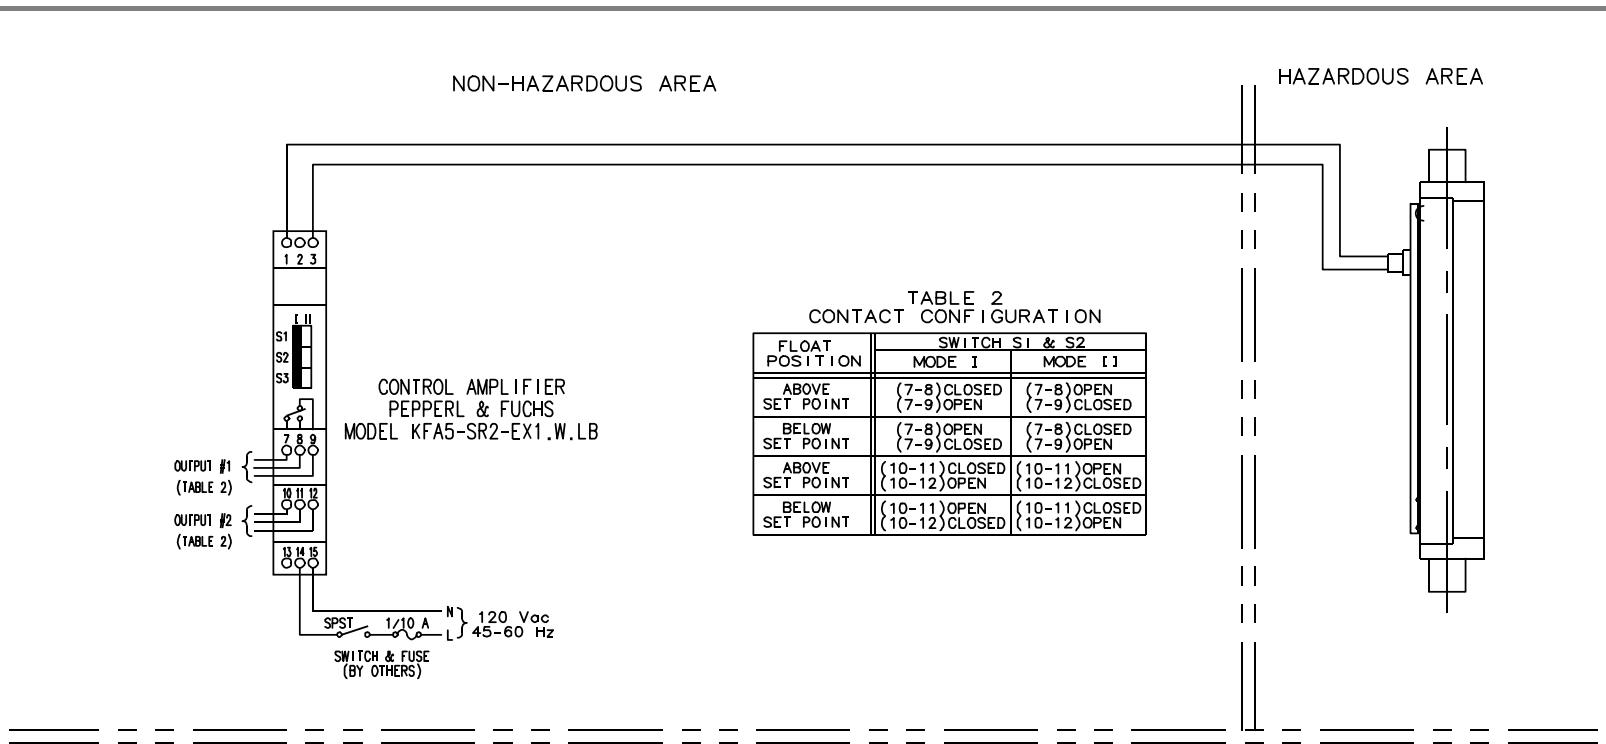 NON-HAZARDOUS AREA
HAZARDOUS AREA
1 2 3
I II
S1
S2
S3
CONTROL AMPLIFIER
PEPPERL & FUCHS
MODEL KFA5-SR2-EX1.W.LB
7 8 9
OUTPUT #1
(TABLE 2)
10 11 12
OUTPUT #2
(TABLE 2)
13 14 15
N
L
120 Vac
45-60 Hz
SPST
1/10 A
SWITCH & FUSE
(BY OTHERS)
TABLE 2
CONTACT CONFIGURATION
FLOAT POSITION
SWITCH S1 & S2
MODE I
MODE []
ABOVE SET POINT
(7-8)CLOSED
(7-9)OPEN
(7-8)OPEN
(7-9)CLOSED
BELOW SET POINT
(7-8)OPEN
(7-9)CLOSED
(7-8)CLOSED
(7-9)OPEN
ABOVE SET POINT
(10-11)CLOSED
(10-12)OPEN
(10-11)OPEN
(10-12)CLOSED
BELOW SET POINT
(10-11)OPEN
(10-12)CLOSED
(10-11)CLOSED
(10-12)OPEN